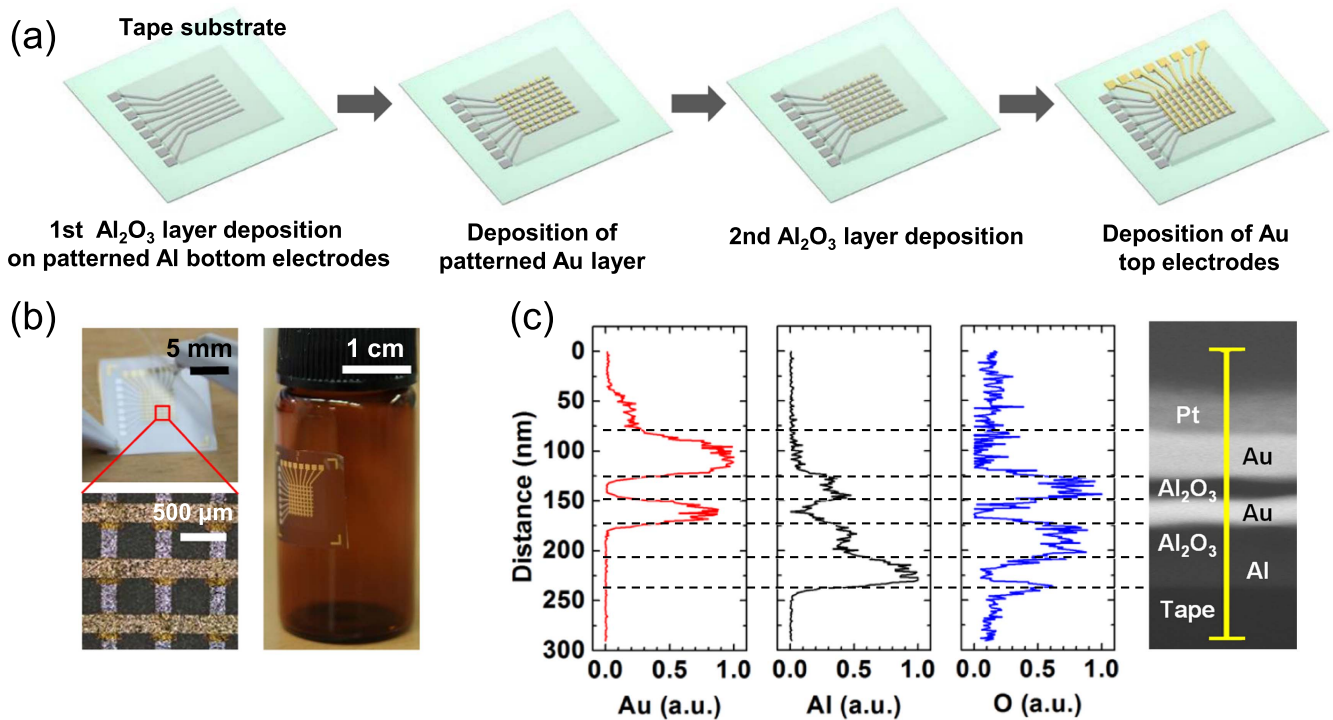 (a)
Tape substrate
1st Al₂O₃ layer deposition
on patterned Al bottom electrodes
Deposition of
patterned Au layer
2nd Al₂O₃ layer deposition
Deposition of Au
top electrodes
(b)
5 mm
500 µm
1 cm
(c)
Distance (nm)
0
50
100
150
200
250
300
0.0 0.5 1.0
Au (a.u.)
0.0 0.5 1.0
Al (a.u.)
0.0 0.5 1.0
O (a.u.)
Pt
Au
Al₂O₃
Au
Al₂O₃
Al
Tape